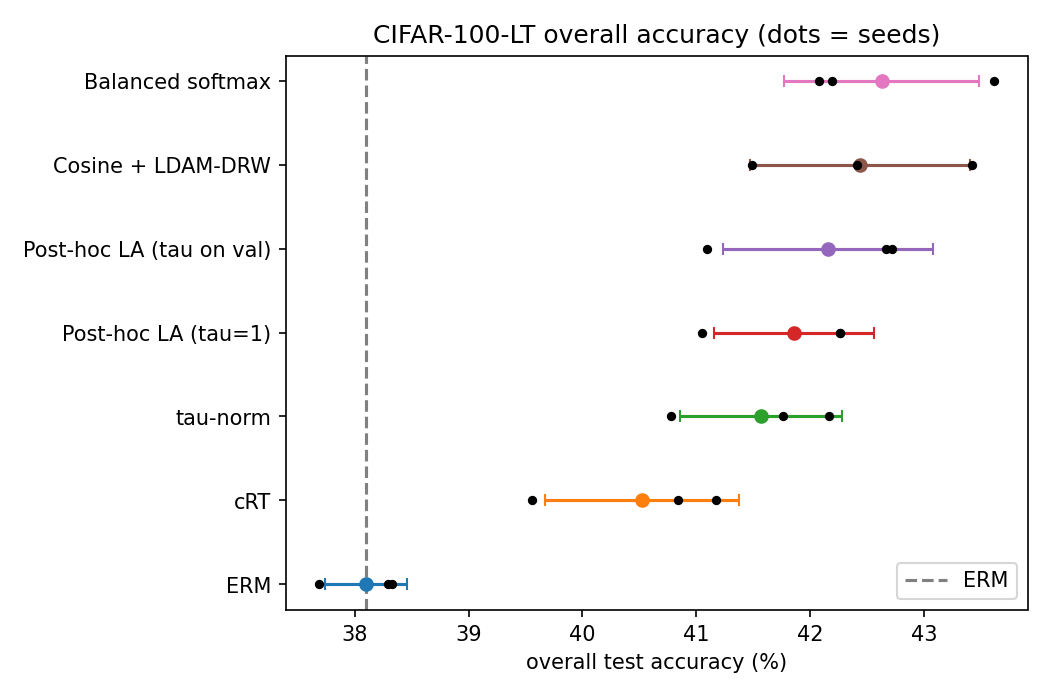 CIFAR-100-LT overall accuracy (dots = seeds)
Balanced softmax
Cosine + LDAM-DRW
Post-hoc LA (tau on val)
Post-hoc LA (tau=1)
tau-norm
cRT
ERM
ERM
38 39 40 41 42 43
overall test accuracy (%)